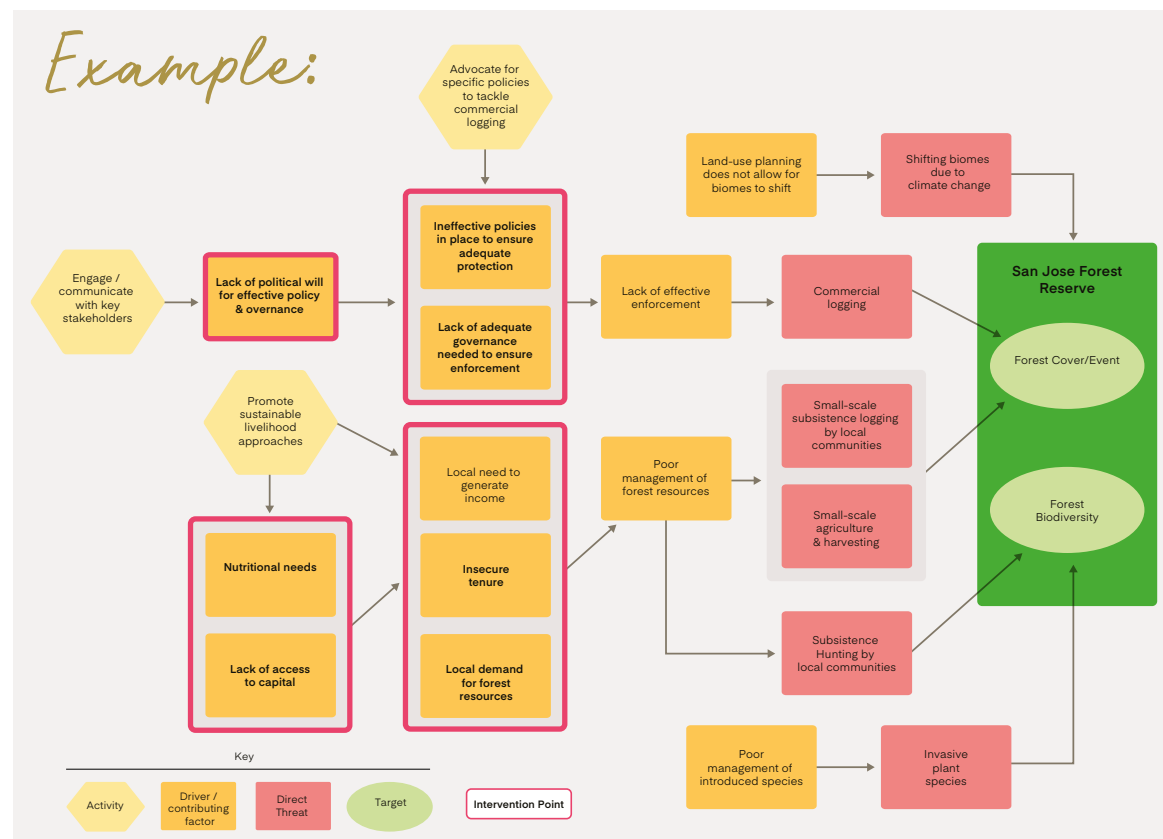 Example:
Advocate for
specific policies
to tackle
commercial
logging
Land-use planning
does not allow for
biomes to shift
Shifting biomes
due to
climate change
Engage /
communicate
with key
stakeholders
Lack of political will
for effective policy
& overnance
Ineffective policies
in place to ensure
adequate
protection
Lack of adequate
governance
needed to ensure
enforcement
Lack of effective
enforcement
Commercial
logging
San Jose Forest
Reserve
Forest Cover/Event
Forest
Biodiversity
Promote
sustainable
livelihood
approaches
Local need to
generate
income
Insecure
tenure
Local demand
for forest
resources
Poor
management of
forest resources
Small-scale
subsistence logging
by local
communities
Small-scale
agriculture
& harvesting
Nutritional needs
Lack of access
to capital
Subsistence
Hunting by
local communities
Poor
management of
introduced species
Invasive
plant
species
Key
Activity
Driver /
contributing
factor
Direct
Threat
Target
Intervention Point